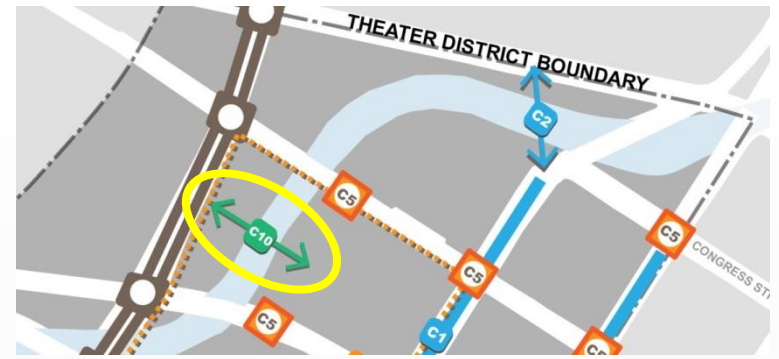 THEATER DISTRICT BOUNDARY
C2
C5
C10
C5
C5
CONGRESS ST
C5
C1
C5